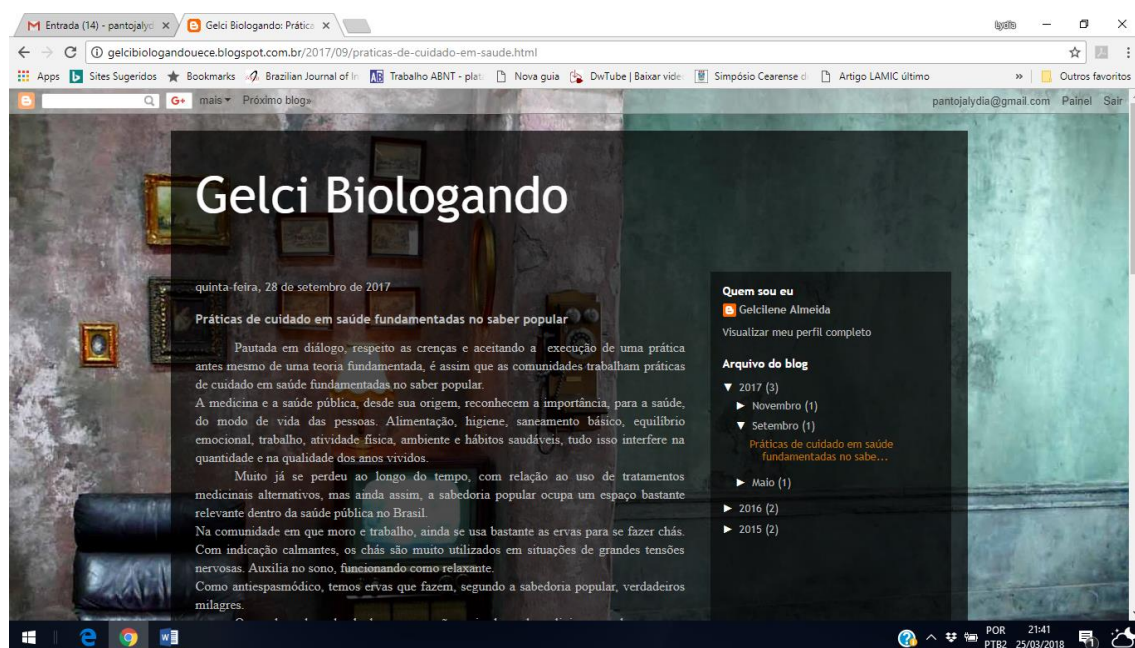 Entrada (14) - pantojalyd
Gelci Biologando: Prática
Lydia
gelcibiologandouece.blogspot.com.br/2017/09/praticas-de-cuidado-em-saude.html
Apps Sites Sugeridos Bookmarks Brazilian Journal of In Trabalho ABNT - plat Nova guia DwTube | Baixar vide Simpósio Cearense d Artigo LAMIC último » Outros favoritos
G+ mais Próximo blog» pantojalydia@gmail.com Painel Sair
Gelci Biologando
quinta-feira, 28 de setembro de 2017
Práticas de cuidado em saúde fundamentadas no saber popular
Pautada em diálogo, respeito as crenças e aceitando a execução de uma prática
antes mesmo de uma teoria fundamentada, é assim que as comunidades trabalham práticas
de cuidado em saúde fundamentadas no saber popular.
A medicina e a saúde pública, desde sua origem, reconhecem a importância, para a saúde,
do modo de vida das pessoas. Alimentação, higiene, saneamento básico, equilíbrio
emocional, trabalho, atividade física, ambiente e hábitos saudáveis, tudo isso interfere na
quantidade e na qualidade dos anos vividos.
Muito já se perdeu ao longo do tempo, com relação ao uso de tratamentos
medicinais alternativos, mas ainda assim, a sabedoria popular ocupa um espaço bastante
relevante dentro da saúde pública no Brasil.
Na comunidade em que moro e trabalho, ainda se usa bastante as ervas para se fazer chás.
Com indicação calmantes, os chás são muito utilizados em situações de grandes tensões
nervosas. Auxilia no sono, funcionando como relaxante.
Como antiespasmódico, temos ervas que fazem, segundo a sabedoria popular, verdadeiros
milagres.
Quem sou eu
Gelcilene Almeida
Visualizar meu perfil completo
Arquivo do blog
▼ 2017 (3)
► Novembro (1)
▼ Setembro (1)
Práticas de cuidado em saúde
fundamentadas no sabe...
► Maio (1)
► 2016 (2)
► 2015 (2)
POR 21:41
PTB2 25/03/2018